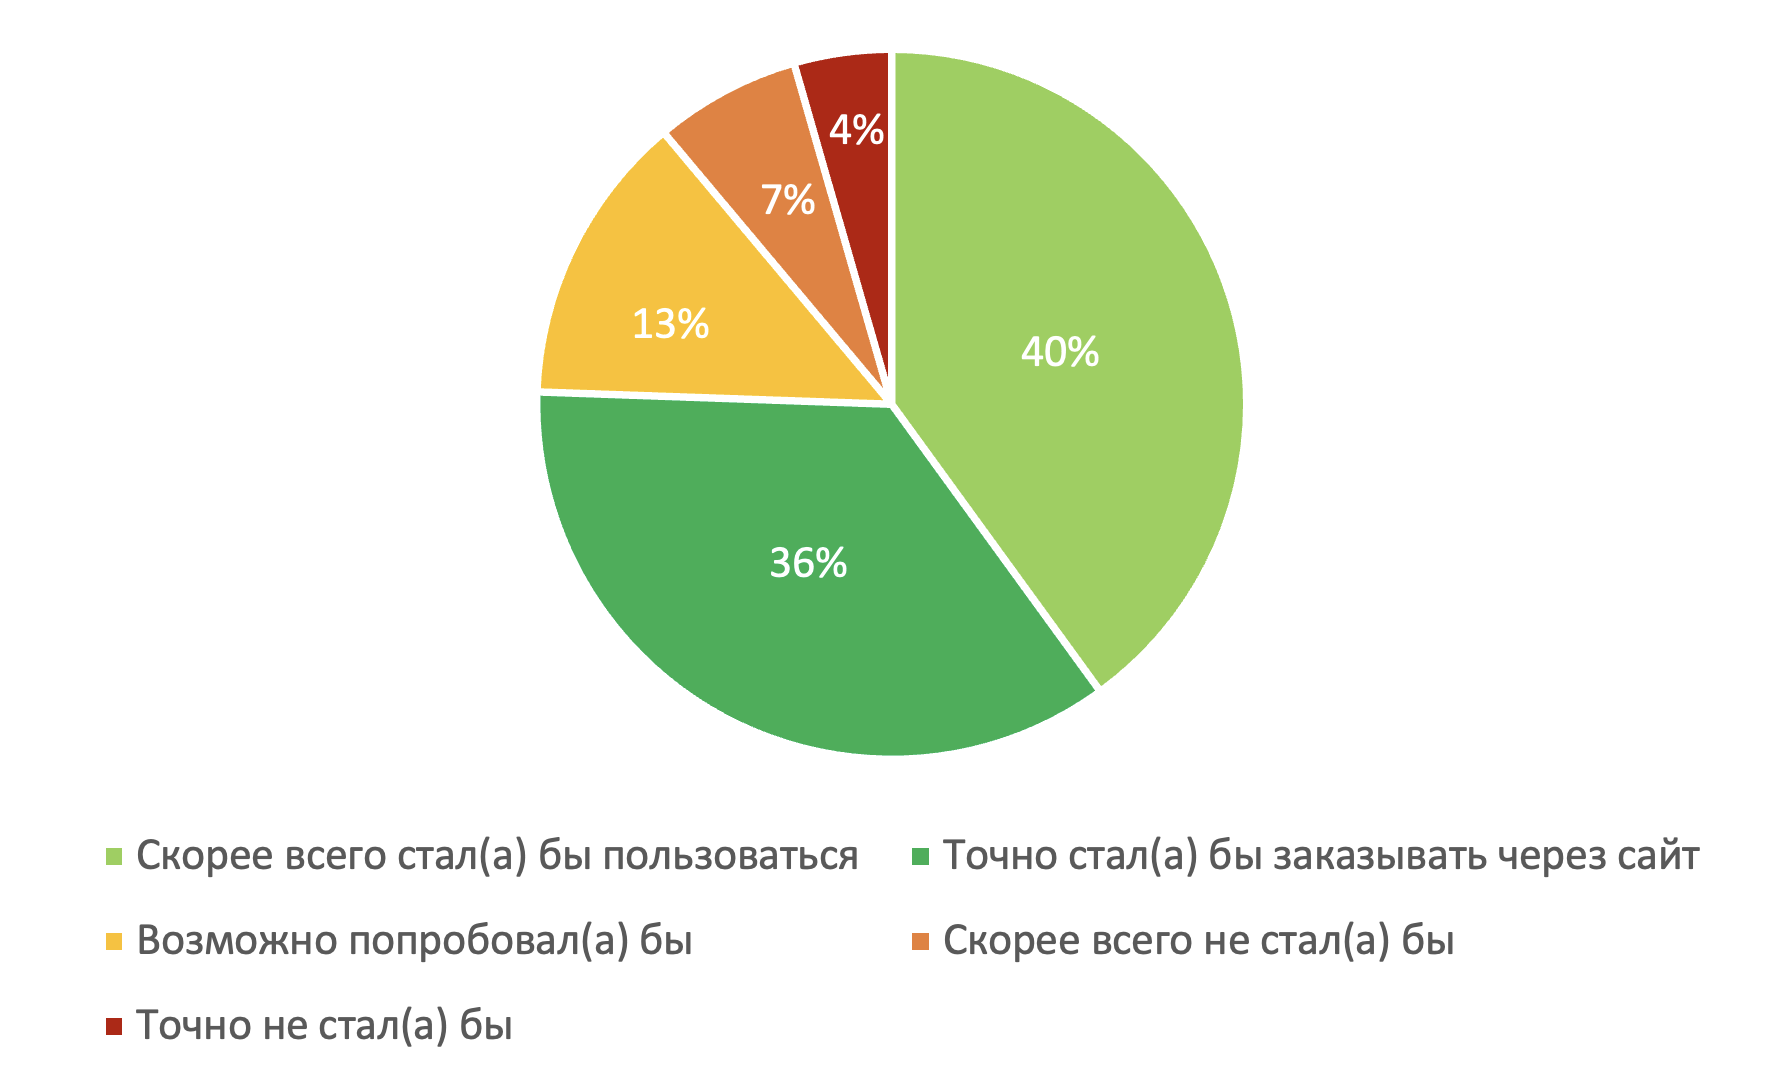 4%
7%
13%
40%
36%
Скорее всего стал(а) бы пользоваться
Точно стал(а) бы заказывать через сайт
Возможно попробовал(а) бы
Скорее всего не стал(а) бы
Точно не стал(а) бы